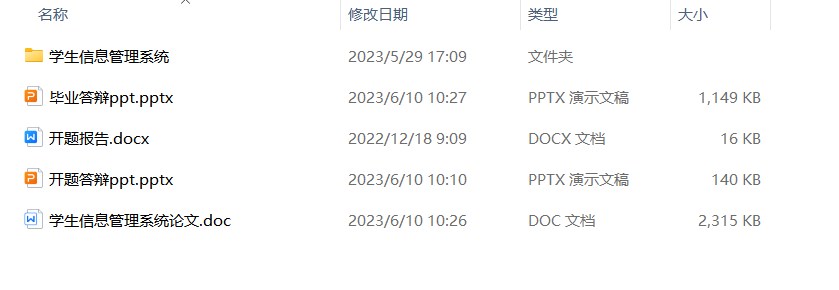 名称 修改日期 类型 大小
学生信息管理系统 2023/5/29 17:09 文件夹
毕业答辩ppt.pptx 2023/6/10 10:27 PPTX 演示文稿 1,149 KB
开题报告.docx 2022/12/18 9:09 DOCX 文档 16 KB
开题答辩ppt.pptx 2023/6/10 10:10 PPTX 演示文稿 140 KB
学生信息管理系统论文.doc 2023/6/10 10:26 DOC 文档 2,315 KB